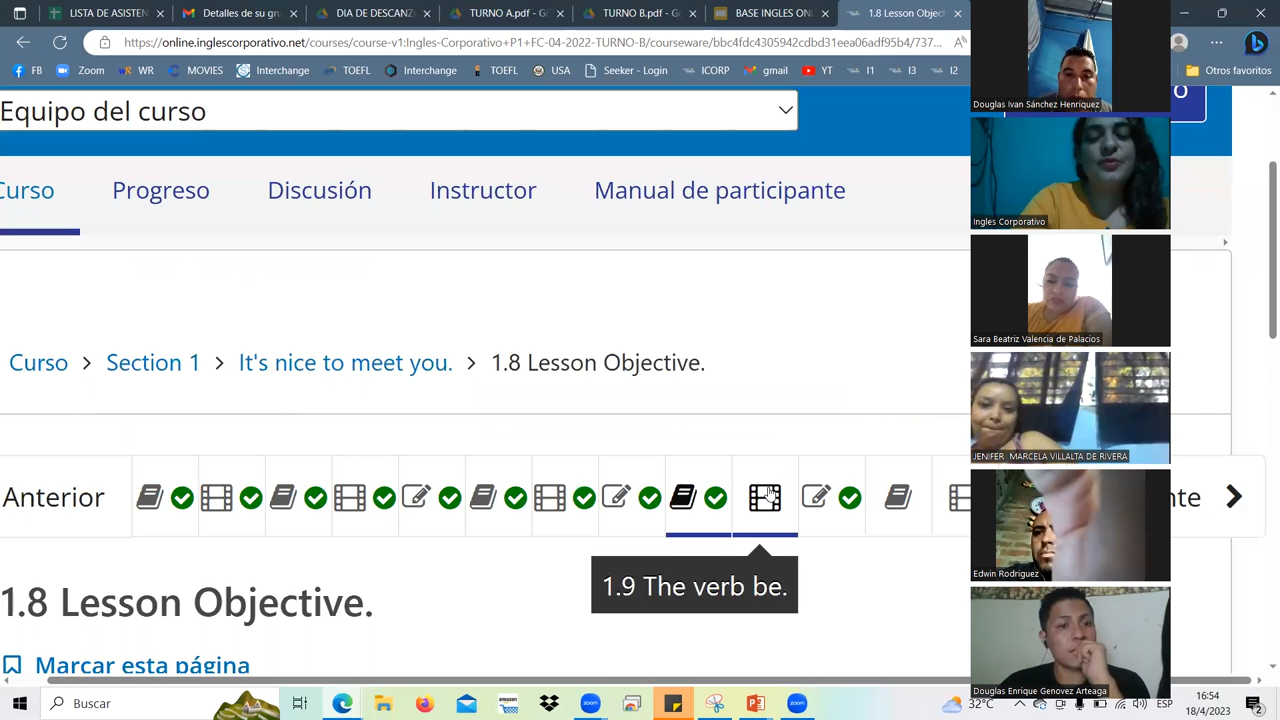 LISTA DE ASISTEN
Detalles de su gr
DIA DE DESCANZ
TURNO A.pdf - G
TURNO B.pdf - G
BASE INGLES ON
1.8 Lesson Object
https://online.inglescorporativo.net/courses/course-v1:Ingles-Corporativo+P1+FC-04-2022-TURNO-B/courseware/bbc4fdc4305942cdbd31eea06adf95b4/737...
FB
Zoom
WR
MOVIES
Interchange
TOEFL
Interchange
TOEFL
USA
Seeker - Login
ICORP
gmail
YT
I1
I3
I2
Otros favoritos
Equipo del curso
Curso
Progreso
Discusión
Instructor
Manual de participante
Curso > Section 1 > It's nice to meet you. > 1.8 Lesson Objective.
Anterior
nte
1.9 The verb be.
1.8 Lesson Objective.
Marcar esta página
Douglas Ivan Sánchez Henriquez
Ingles Corporativo
Sara Beatriz Valencia de Palacios
JENIFER MARCELA VILLALTA DE RIVERA
Edwin Rodriguez
Douglas Enrique Genovez Arteaga
Buscar
amazon
32°C
ESP
16:54
18/4/2023
2